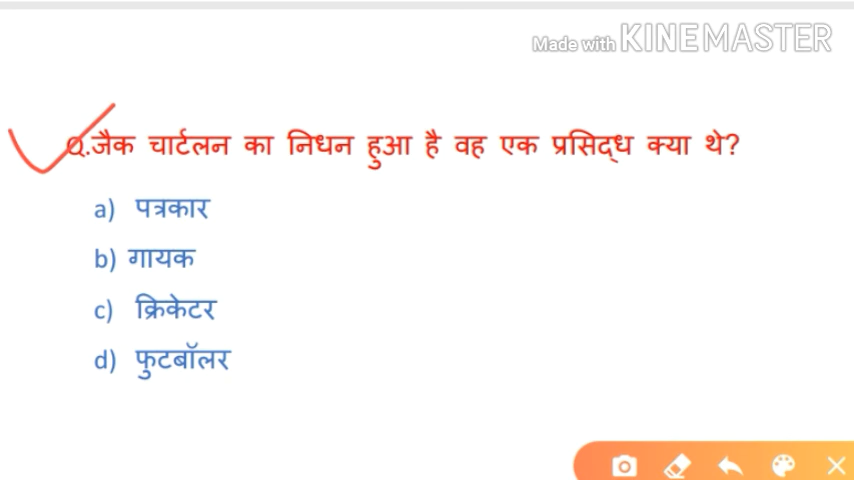 Made with KINEMASTER
Q.जैक चार्टलन का निधन हुआ है वह एक प्रसिद्ध क्या थे?
a) पत्रकार
b) गायक
c) क्रिकेटर
d) फुटबॉलर